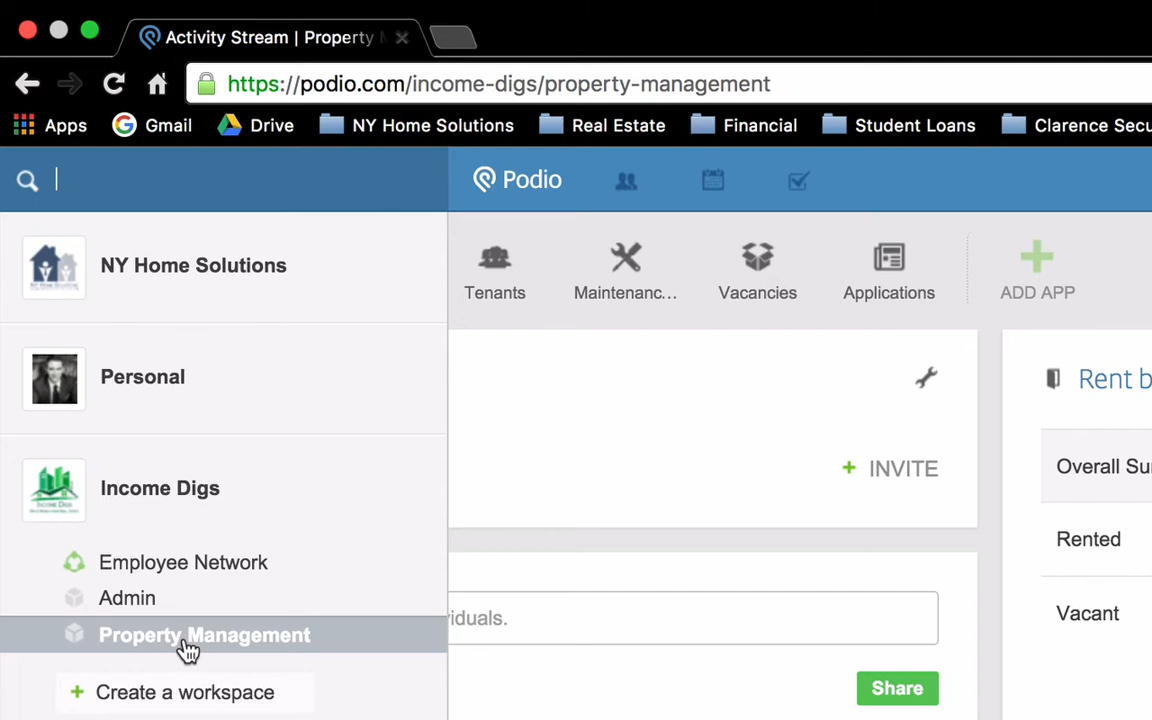 Activity Stream | Property
https://podio.com/income-digs/property-management
Apps Gmail Drive NY Home Solutions Real Estate Financial Student Loans Clarence Secu
Podio
NY Home Solutions
Personal
Income Digs
Employee Network
Admin
Property Management
+ Create a workspace
Tenants Maintenanc... Vacancies Applications ADD APP
+ INVITE
viduals.
Share
Rent b
Overall Su
Rented
Vacant